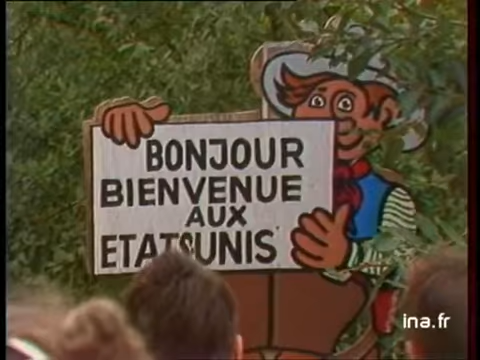 BONJOUR
BIENVENUE
AUX
ETATSUNIS
ina.fr